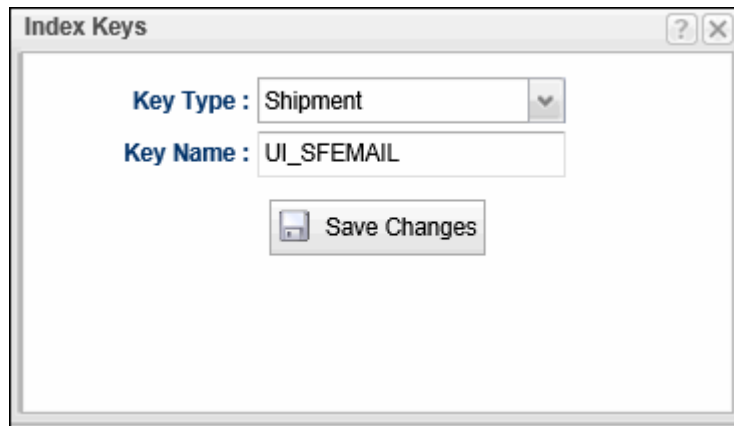 Index Keys
?
Key Type : Shipment
Key Name : UI_SFEMAIL
Save Changes